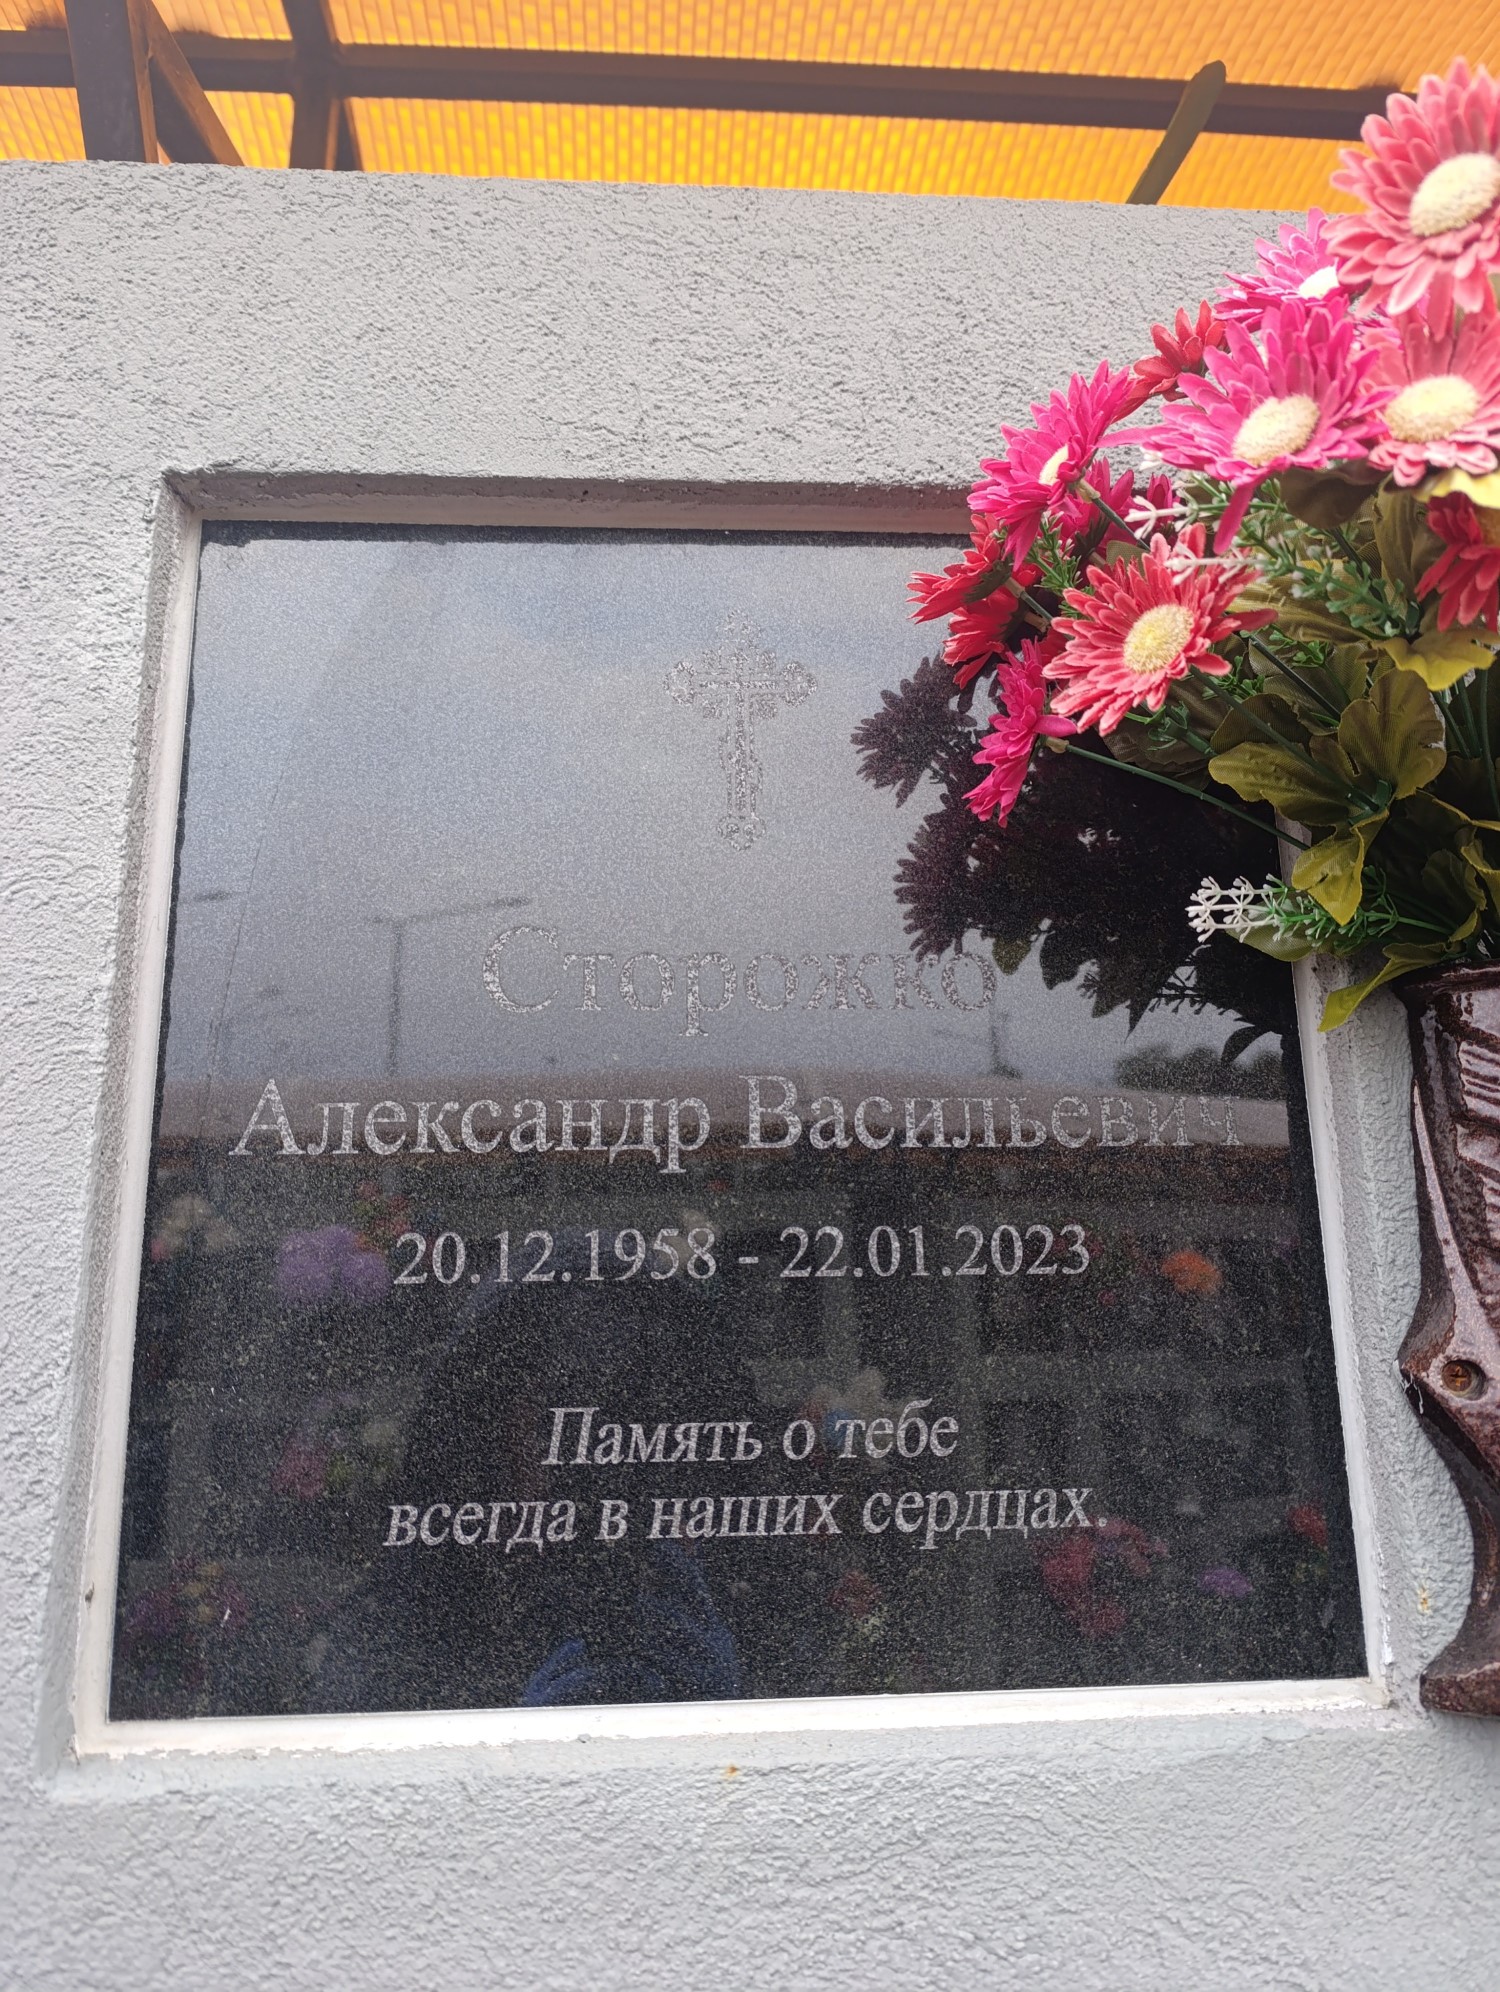 Сторожко
Александр Васильевич
20.12.1958 - 22.01.2023
Память о тебе
всегда в наших сердцах.